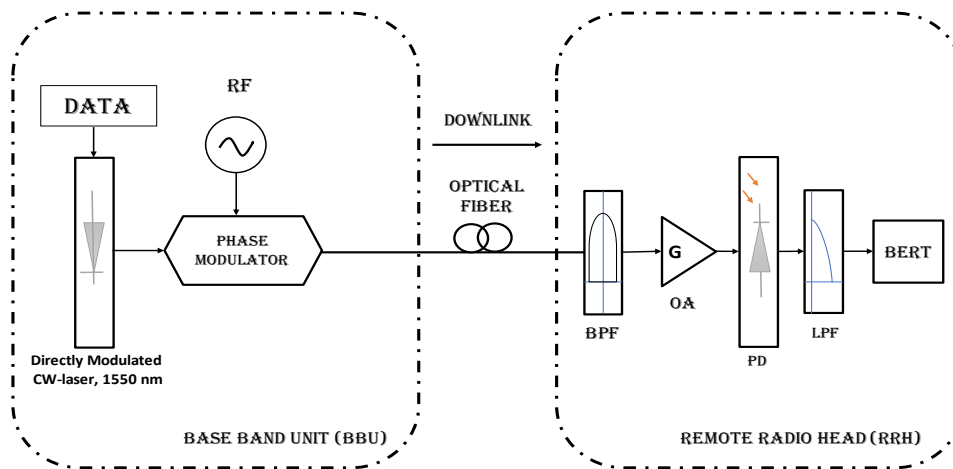 DATA
RF
DOWNLINK
OPTICAL
FIBER
PHASE
MODULATOR
G
OA
BPF
PD
LPF
BERT
Directly Modulated
CW-laser, 1550 nm
BASE BAND UNIT (BBU)
REMOTE RADIO HEAD (RRH)